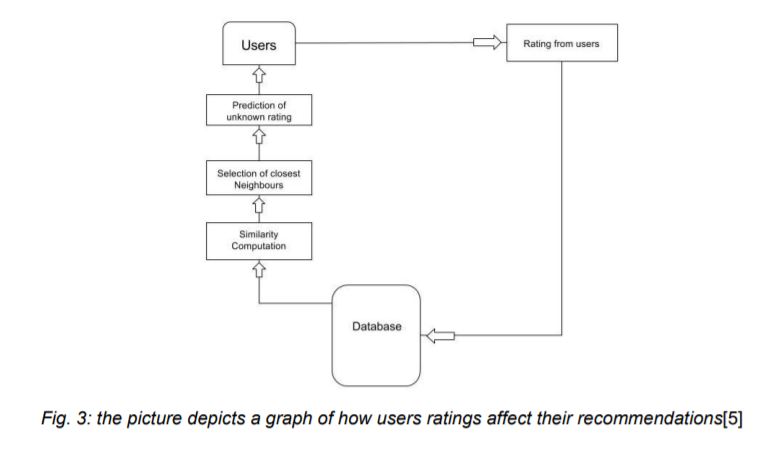 Users
Rating from users
Prediction of
unknown rating
Selection of closest
Neighbours
Similarity
Computation
Database
Fig. 3: the picture depicts a graph of how users ratings affect their recommendations[5]